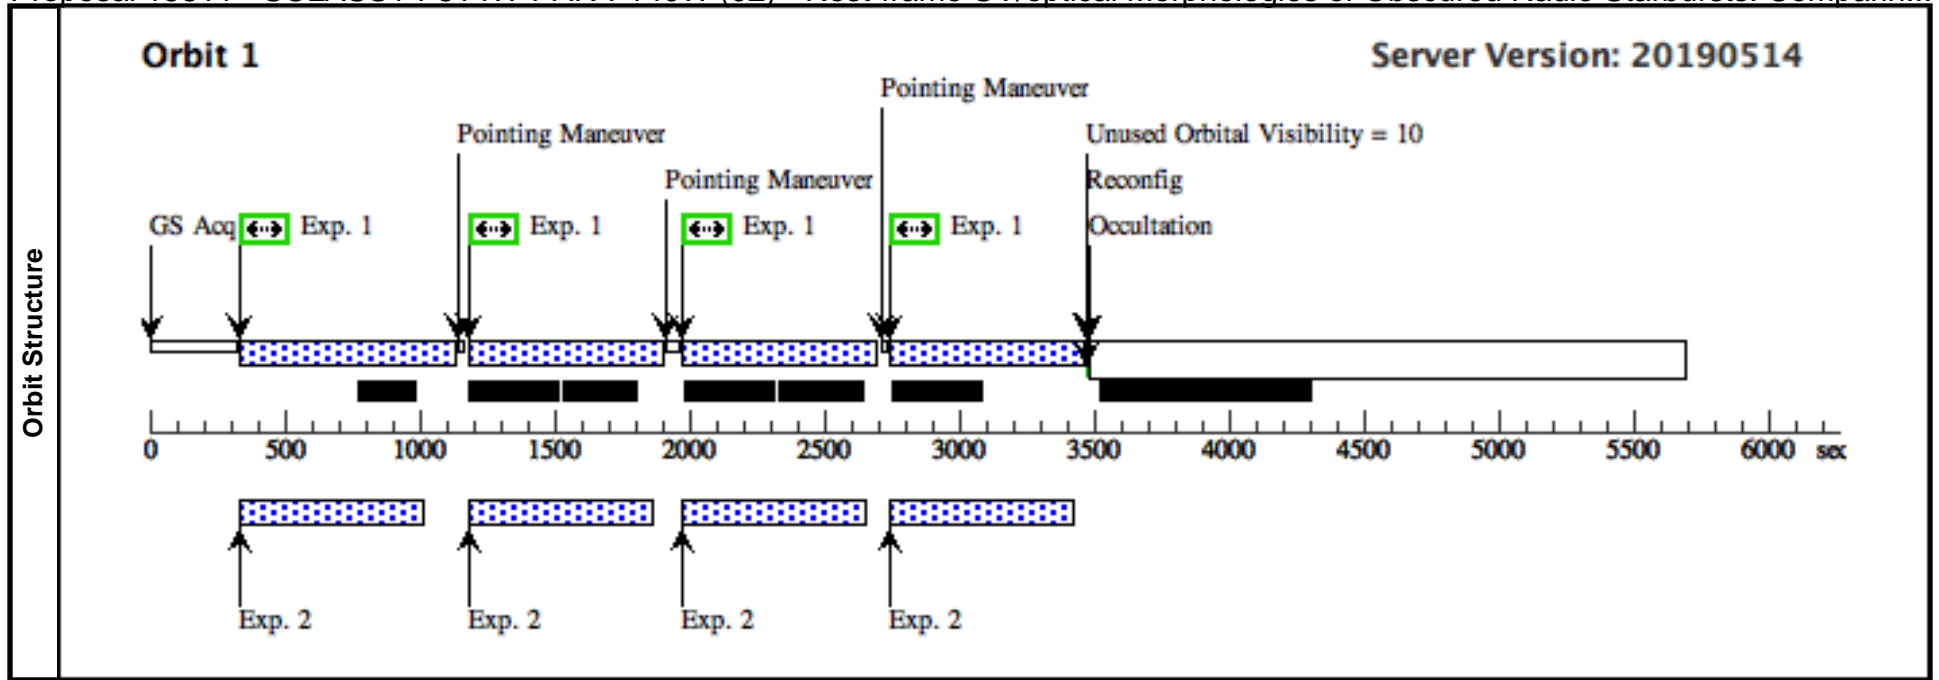 Orbit 1
Server Version: 20190514
Pointing Maneuver
Pointing Maneuver
Unused Orbital Visibility = 10
Pointing Maneuver
Reconfig
GS Acq
Exp. 1
Exp. 1
Exp. 1
Exp. 1
Occultation
Orbit Structure
0 500 1000 1500 2000 2500 3000 3500 4000 4500 5000 5500 6000 sec
Exp. 2
Exp. 2
Exp. 2
Exp. 2